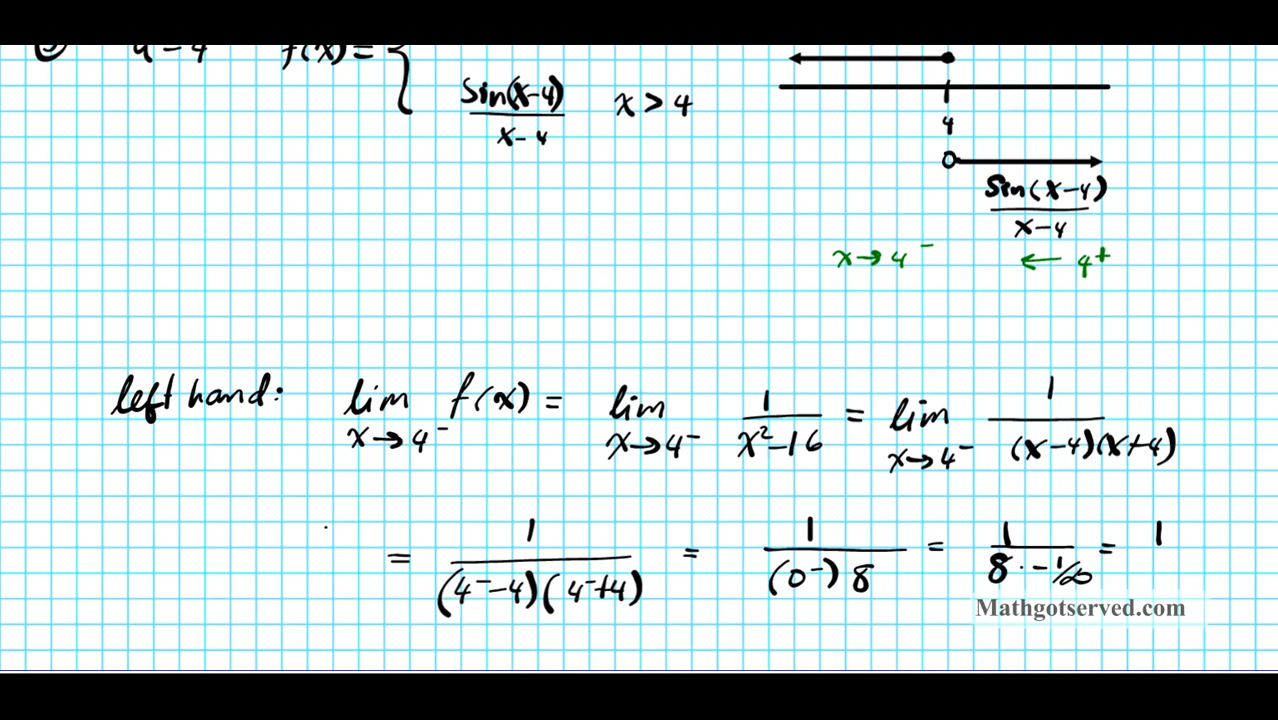 ② a = 4 f(x) = {
sin(x-4)/x-4 x > 4
4
sin(x-4)/x-4
x→4⁻ ← 4⁺
left hand: lim x→4⁻ f(x) = lim x→4⁻ 1/x²-16 = lim x→4⁻ 1/(x-4)(x+4)
= 1/(4⁻-4)(4⁻+4) = 1/(0⁻)8 = 1/8·-1/∞ = 1
Mathgotserved.com